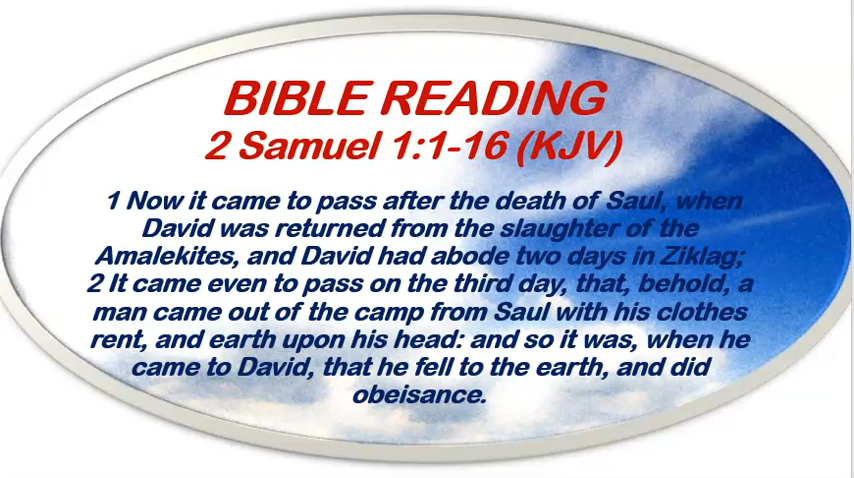 BIBLE READING
2 Samuel 1:1-16 (KJV)
1 Now it came to pass after the death of Saul, when
David was returned from the slaughter of the
Amalekites, and David had abode two days in Ziklag;
2 It came even to pass on the third day, that, behold, a
man came out of the camp from Saul with his clothes
rent, and earth upon his head: and so it was, when he
came to David, that he fell to the earth, and did
obeisance.